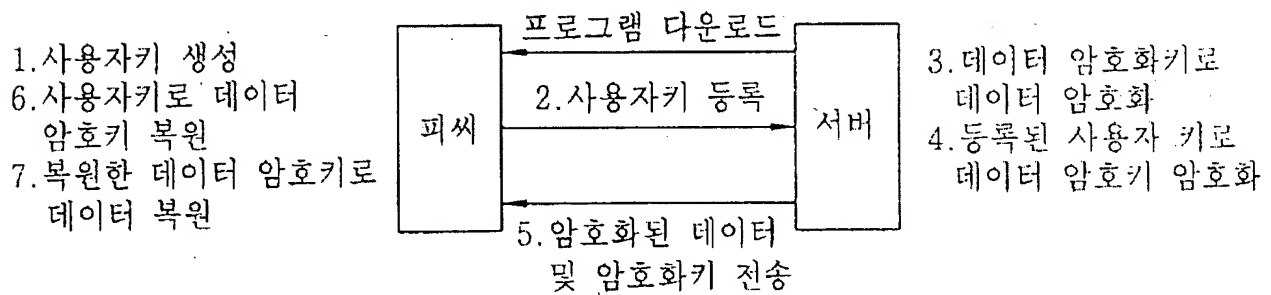 프로그램 다운로드
1.사용자키 생성
6.사용자키로 데이터
암호키 복원
7.복원한 데이터 암호키로
데이터 복원
피씨
2.사용자키 등록
서버
3.데이터 암호화키로
데이터 암호화
4.등록된 사용자 키로
데이터 암호키 암호화
5.암호화된 데이터
및 암호화키 전송